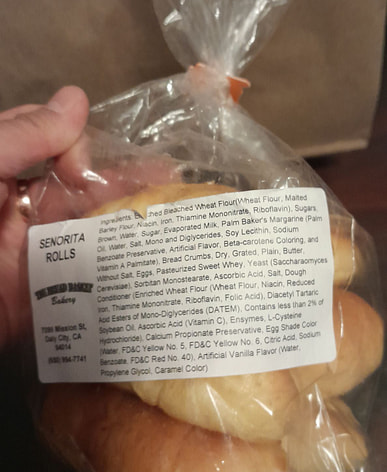 SENORITA
ROLLS
THE BREAD BASKET
Bakery
7099 Mission St,
Daly City, CA
94014
(650) 994-7741
Ingredients: Enriched Bleached Wheat Flour(Wheat Flour, Malted
Barley Flour, Niacin, Iron, Thiamine Mononitrate, Riboflavin), Sugars,
Brown, Water, Sugar, Evaporated Milk, Palm Baker's Margarine (Palm
Oil, Water, Salt, Mono and Diglycerides, Soy Lecithin, Sodium
Benzoate Preservative, Artificial Flavor, Beta-carotene Coloring, and
Vitamin A Palmitate), Bread Crumbs, Dry, Grated, Plain, Butter,
Without Salt, Eggs, Pasteurized Sweet Whey, Yeast (Saccharaomyces
Cerevaiae), Sorbitan Monostearate, Ascorbic Acid, Salt, Dough
Conditioner (Enriched Wheat Flour (Wheat Flour, Niacin, Reduced
Iron, Thiamine Mononitrate, Riboflavin, Folic Acid), Diacetyl Tartaric
Acid Esters of Mono-Diglycerides (DATEM), Contains less than 2% of
Soybean Oil, Ascorbic Acid (Vitamin C), Ensymes, L-Cysteine
Hydrochloride), Calcium Propionate Preservative, Egg Shade Color
(Water, FD&C Yellow No. 5, FD&C Yellow No. 6, Citric Acid, Sodium
Benzoate, FD&C Red No. 40), Artificial Vanilla Flavor (Water,
Propylene Glycol, Caramel Color)